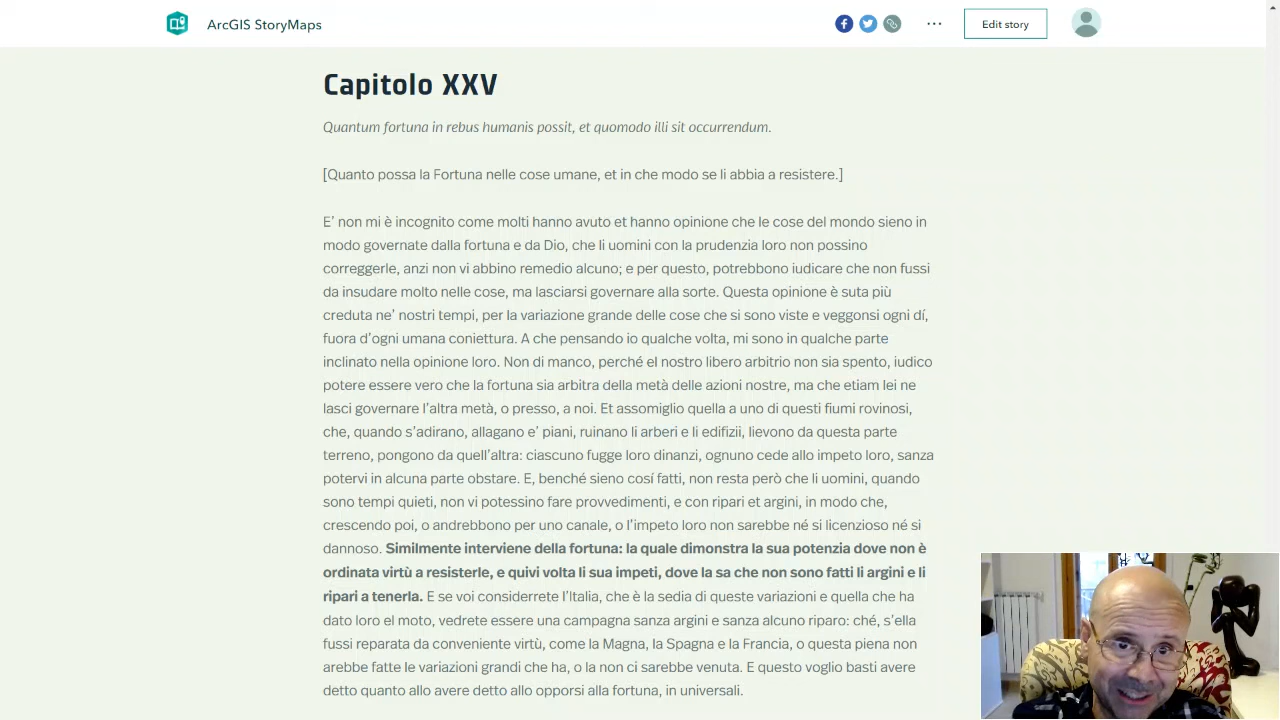 ArcGIS StoryMaps
Edit story
Capitolo XXV
Quantum fortuna in rebus humanis possit, et quomodo illi sit occurrendum.
[Quanto possa la Fortuna nelle cose umane, et in che modo se li abbia a resistere.]
E' non mi è incognito come molti hanno avuto et hanno opinione che le cose del mondo sieno in
modo governate dalla fortuna e da Dio, che li uomini con la prudenzia loro non possino
correggerle, anzi non vi abbino remedio alcuno; e per questo, potrebbono iudicare che non fussi
da insudare molto nelle cose, ma lasciarsi governare alla sorte. Questa opinione è suta più
creduta ne' nostri tempi, per la variazione grande delle cose che si sono viste e veggonsi ogni dí,
fuora d'ogni umana coniettura. A che pensando io qualche volta, mi sono in qualche parte
inclinato nella opinione loro. Non di manco, perché el nostro libero arbitrio non sia spento, iudico
potere essere vero che la fortuna sia arbitra della metà delle azioni nostre, ma che etiam lei ne
lasci governare l'altra metà, o presso, a noi. Et assomiglio quella a uno di questi fiumi rovinosi,
che, quando s'adirano, allagano e' piani, ruinano li arberi e li edifizii, lievono da questa parte
terreno, pongono da quell'altra: ciascuno fugge loro dinanzi, ognuno cede allo impeto loro, sanza
potervi in alcuna parte obstare. E, benché sieno cosí fatti, non resta però che li uomini, quando
sono tempi quieti, non vi potessino fare provvedimenti, e con ripari et argini, in modo che,
crescendo poi, o andrebbono per uno canale, o l'impeto loro non sarebbe né si licenzioso né si
dannoso. Similmente interviene della fortuna: la quale dimonstra la sua potenzia dove non è
ordinata virtù a resisterle, e quivi volta li sua impeti, dove la sa che non sono fatti li argini e li
ripari a tenerla. E se voi considerrete l'Italia, che è la sedia di queste variazioni e quella che ha
dato loro el moto, vedrete essere una campagna sanza argini e sanza alcuno riparo: ché, s'ella
fussi reparata da conveniente virtù, come la Magna, la Spagna e la Francia, o questa piena non
arebbe fatte le variazioni grandi che ha, o la non ci sarebbe venuta. E questo voglio basti avere
detto quanto allo avere detto allo opporsi alla fortuna, in universali.